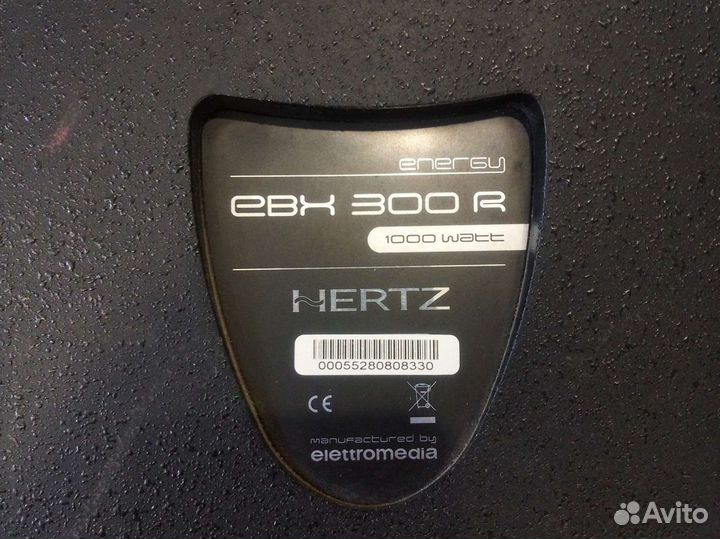 energy
eBX 300 R
1000 watt
HERTZ
00055280808330
CE
manufactured by
elettromedia
Avito